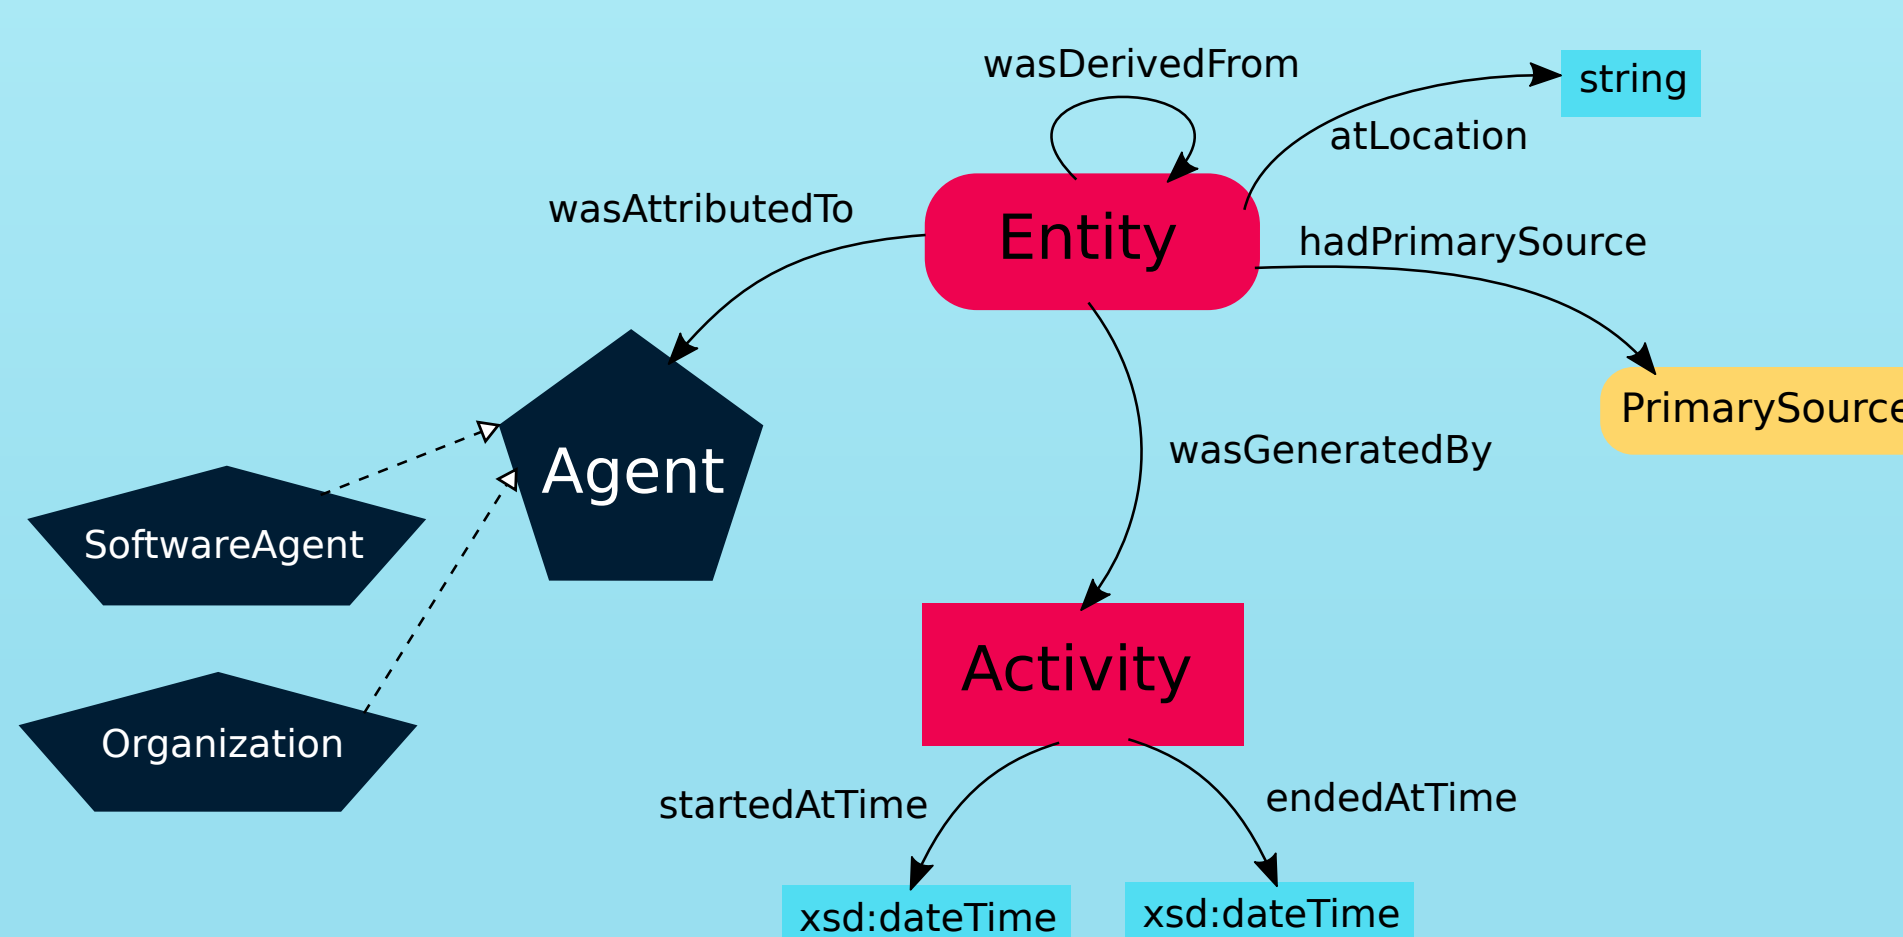 wasDerivedFrom
string
atLocation
wasAttributedTo
Entity
hadPrimarySource
PrimarySource
wasGeneratedBy
Agent
SoftwareAgent
Activity
Organization
startedAtTime
endedAtTime
xsd:dateTime
xsd:dateTime